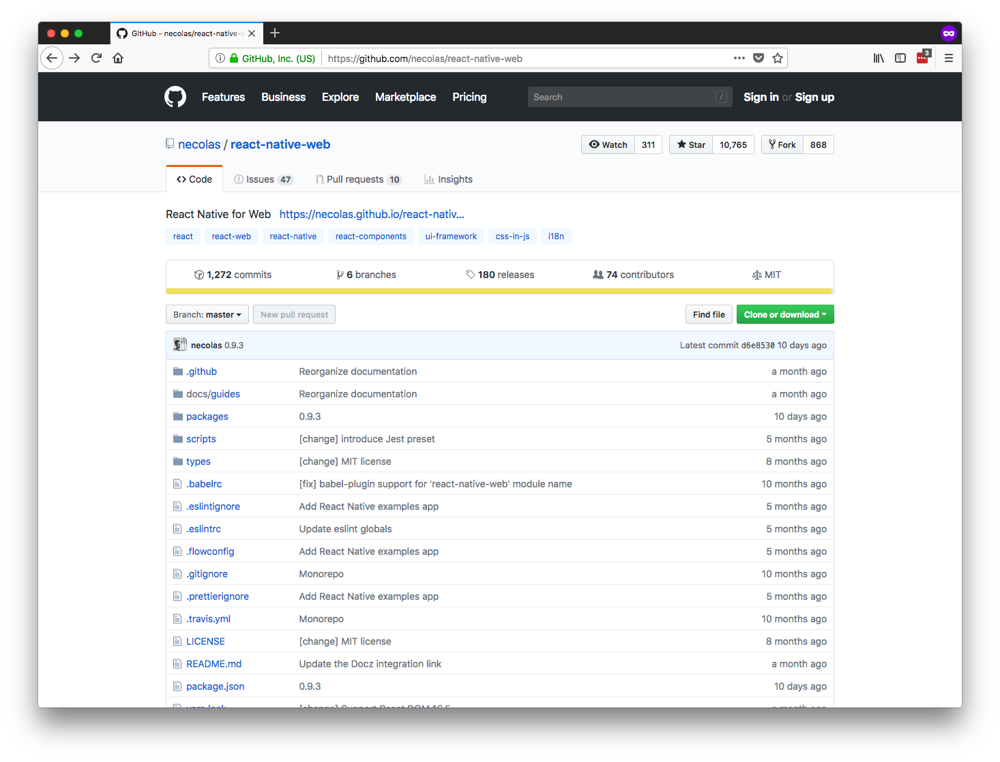 GitHub - necolas/react-native-w
3
GitHub, Inc. (US) https://github.com/necolas/react-native-web
Features Business Explore Marketplace Pricing Search / Sign in or Sign up
necolas / react-native-web Watch 311 Star 10,765 Fork 868
Code Issues 47 Pull requests 10 Insights
React Native for Web https://necolas.github.io/react-nativ...
react react-web react-native react-components ui-framework css-in-js i18n
1,272 commits 6 branches 180 releases 74 contributors MIT
Branch: master New pull request Find file Clone or download
necolas 0.9.3 Latest commit d6e8530 10 days ago
.github Reorganize documentation a month ago
docs/guides Reorganize documentation a month ago
packages 0.9.3 10 days ago
scripts [change] introduce Jest preset 5 months ago
types [change] MIT license 8 months ago
.babelrc [fix] babel-plugin support for 'react-native-web' module name 10 months ago
.eslintignore Add React Native examples app 5 months ago
.eslintrc Update eslint globals 5 months ago
.flowconfig Add React Native examples app 5 months ago
.gitignore Monorepo 10 months ago
.prettierignore Add React Native examples app 5 months ago
.travis.yml Monorepo 10 months ago
LICENSE [change] MIT license 8 months ago
README.md Update the Docz integration link a month ago
package.json 0.9.3 10 days ago
yarn.lock [change] Support React DOM 16.5 a month ago